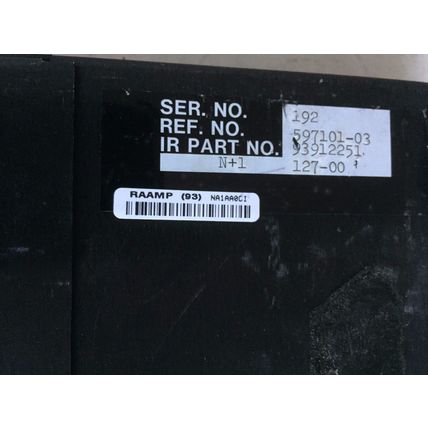 SER. NO. 192
REF. NO. 597101-03
IR PART NO. 93912251
N+1 127-00
RAAMP (93) NA1AA0CI